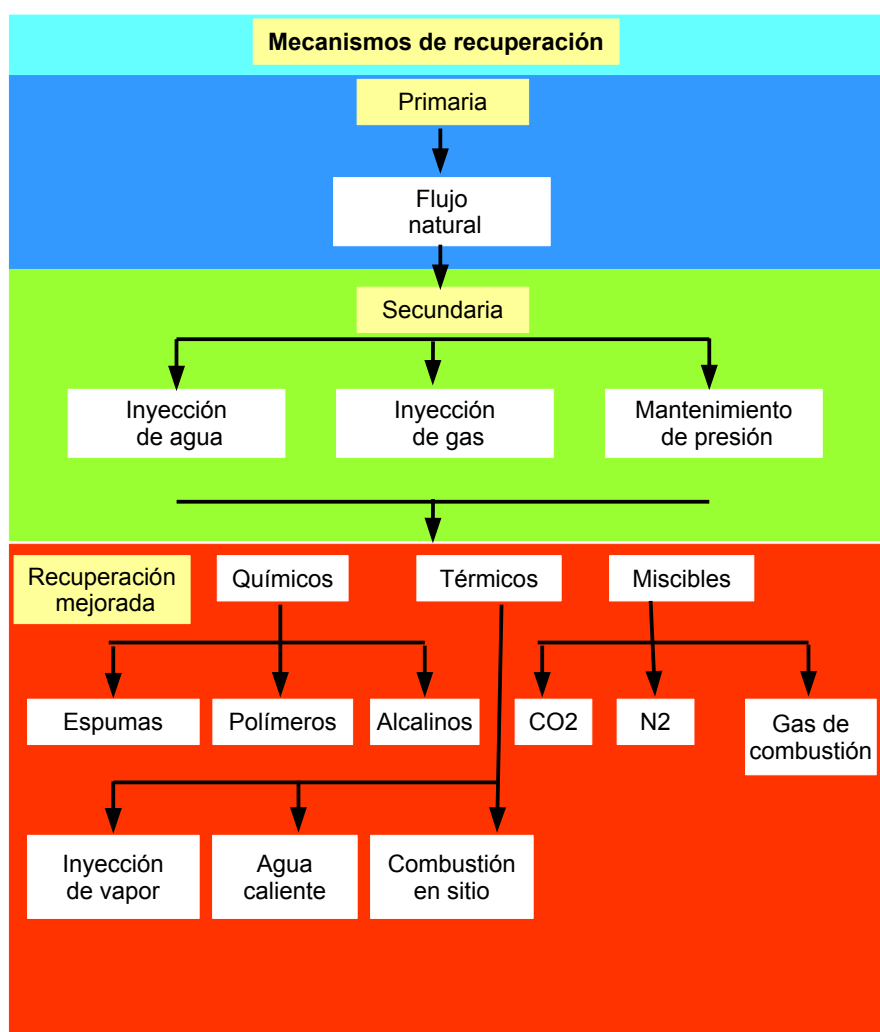 Mecanismos de recuperación
Primaria
Flujo
natural
Secundaria
Inyección
de agua
Inyección
de gas
Mantenimiento
de presión
Recuperación
mejorada
Químicos
Térmicos
Miscibles
Espumas
Polímeros
Alcalinos
CO2
N2
Gas de
combustión
Inyección
de vapor
Agua
caliente
Combustión
en sitio